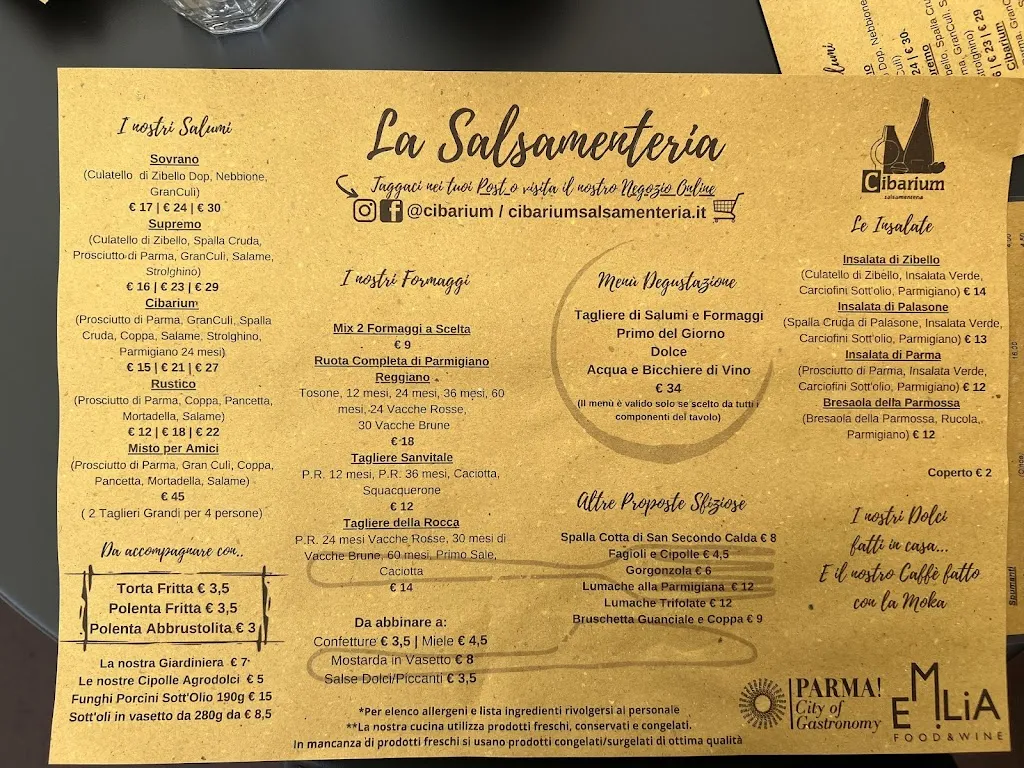 La Salsamenteria
Taggaci nei tuoi Post o visita il nostro Negozio Online
@cibarium / cibariumsalsamenteria.it
Cibarium
salsamenteria
I nostri Salumi
Sovrano
(Culatello di Zibello Dop, Nebbione,
GranCuli)
€ 17 | € 24 | € 30
Supremo
(Culatello di Zibello, Spalla Cruda,
Prosciutto di Parma, GranCuli, Salame,
Strolghino)
€ 16 | € 23 | € 29
Cibarium
(Prosciutto di Parma, GranCuli, Spalla
Cruda, Coppa, Salame, Strolghino,
Parmigiano 24 mesi)
€ 15 | € 21 | € 27
Rustico
(Prosciutto di Parma, Coppa, Pancetta,
Mortadella, Salame)
€ 12 | € 18 | € 22
Misto per Amici
(Prosciutto di Parma, Gran Culi, Coppa,
Pancetta, Mortadella, Salame)
€ 45
( 2 Taglieri Grandi per 4 persone)
Da accompagnare con..
Torta Fritta € 3,5
Polenta Fritta € 3,5
Polenta Abbrustolita € 3
La nostra Giardiniera € 7
Le nostre Cipolle Agrodolci € 5
Funghi Porcini Sott'Olio 190g € 15
Sott'oli in vasetto da 280g da € 8,5
I nostri Formaggi
Mix 2 Formaggi a Scelta
€ 9
Ruota Completa di Parmigiano
Reggiano
Tosone, 12 mesi, 24 mesi, 36 mesi, 60
mesi, 24 Vacche Rosse,
30 Vacche Brune
€ 18
Tagliere Sanvitale
P.R. 12 mesi, P.R. 36 mesi, Caciotta,
Squacquerone
€ 12
Tagliere della Rocca
P.R. 24 mesi Vacche Rosse, 30 mesi di
Vacche Brune, 60 mesi, Primo Sale,
Caciotta
€ 14
Da abbinare a:
Confetture € 3,5 | Miele € 4,5
Mostarda in Vasetto € 8
Salse Dolci/Piccanti € 3,5
Menù Degustazione
Tagliere di Salumi e Formaggi
Primo del Giorno
Dolce
Acqua e Bicchiere di Vino
€ 34
(Il menù è valido solo se scelto da tutti i
componenti del tavolo)
Altre Proposte Sfiziose
Spalla Cotta di San Secondo Calda € 8
Fagioli e Cipolle € 4,5
Gorgonzola € 6
Lumache alla Parmigiana € 12
Lumache Trifolate € 12
Bruschetta Guanciale e Coppa € 9
Le Insalate
Insalata di Zibello
(Culatello di Zibello, Insalata Verde,
Carciofini Sott'olio, Parmigiano) € 14
Insalata di Palasone
(Spalla Cruda di Palasone, Insalata Verde,
Carciofini Sott'olio, Parmigiano) € 13
Insalata di Parma
(Prosciutto di Parma, Insalata Verde,
Carciofini Sott'olio, Parmigiano) € 12
Bresaola della Parmossa
(Bresaola della Parmossa, Rucola,
Parmigiano) € 12
Coperto € 2
I nostri Dolci
fatti in casa...
E il nostro Caffè fatto
con la Moka
*Per elenco allergeni e lista ingredienti rivolgersi al personale
**La nostra cucina utilizza prodotti freschi, conservati e congelati.
In mancanza di prodotti freschi si usano prodotti congelati/surgelati di ottima qualità
PARMA!
City of
Gastronomy
EMILIA
FOOD & WINE
Spumanti